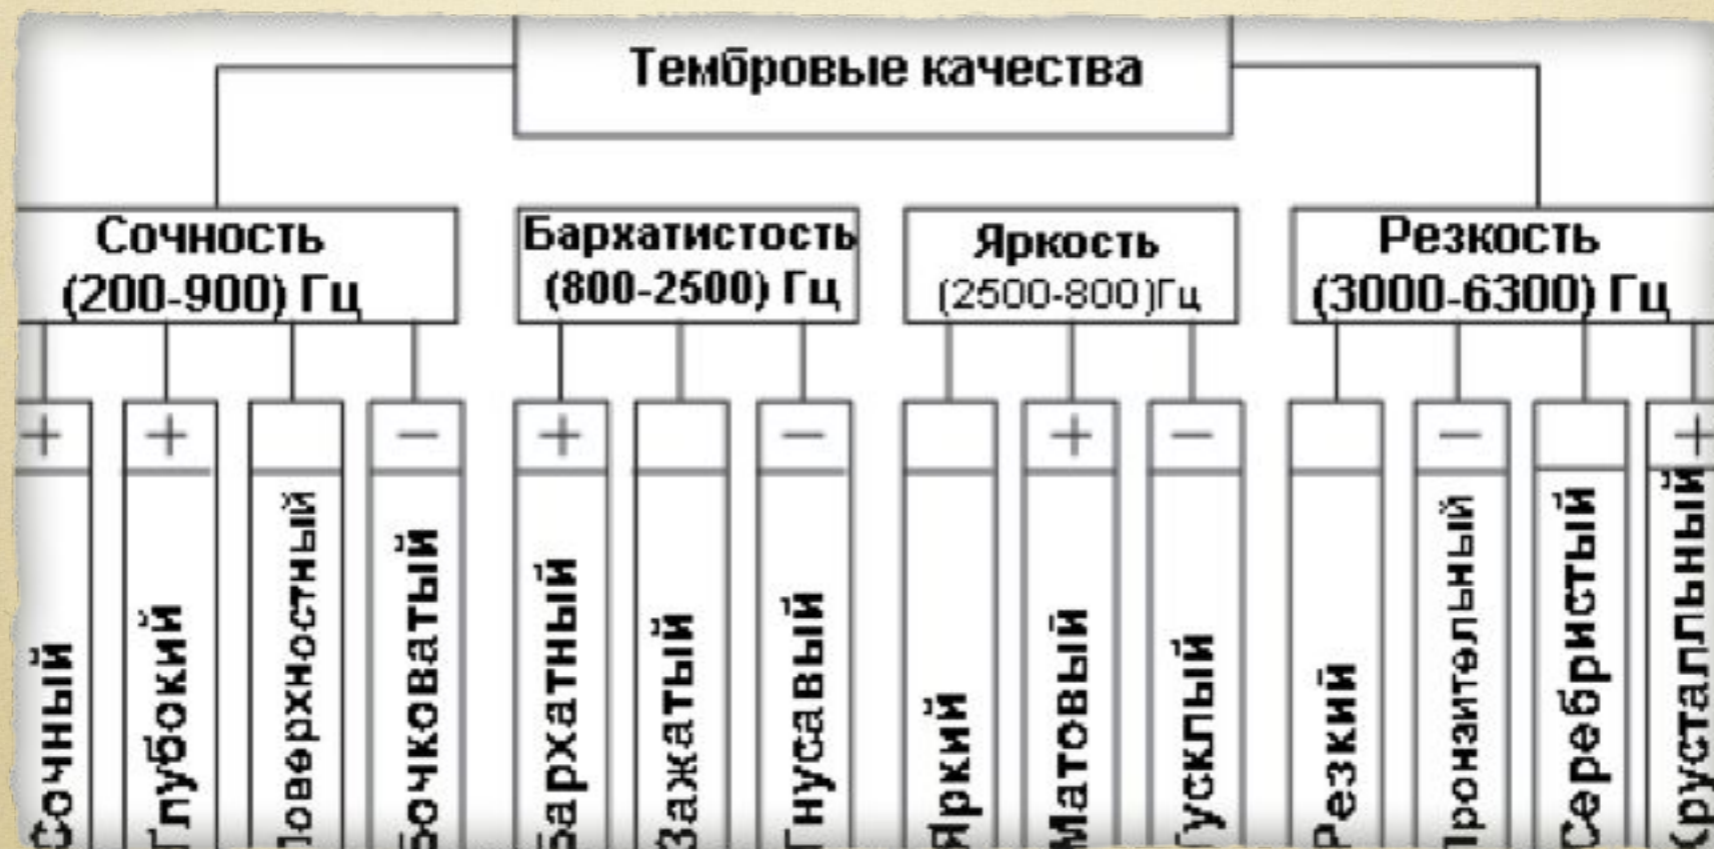 Тембровые качества
Сочность
(200-900) Гц
Бархатистость
(800-2500) Гц
Яркость
(2500-800)Гц
Резкость
(3000-6300) Гц
+
+
−
+
−
+
−
−
+
Сочный
Глубокий
Поверхностный
Бочковатый
Бархатный
Зажатый
Гнусавый
Яркий
Матовый
Тусклый
Резкий
Пронзительный
Серебристый
Хрустальный